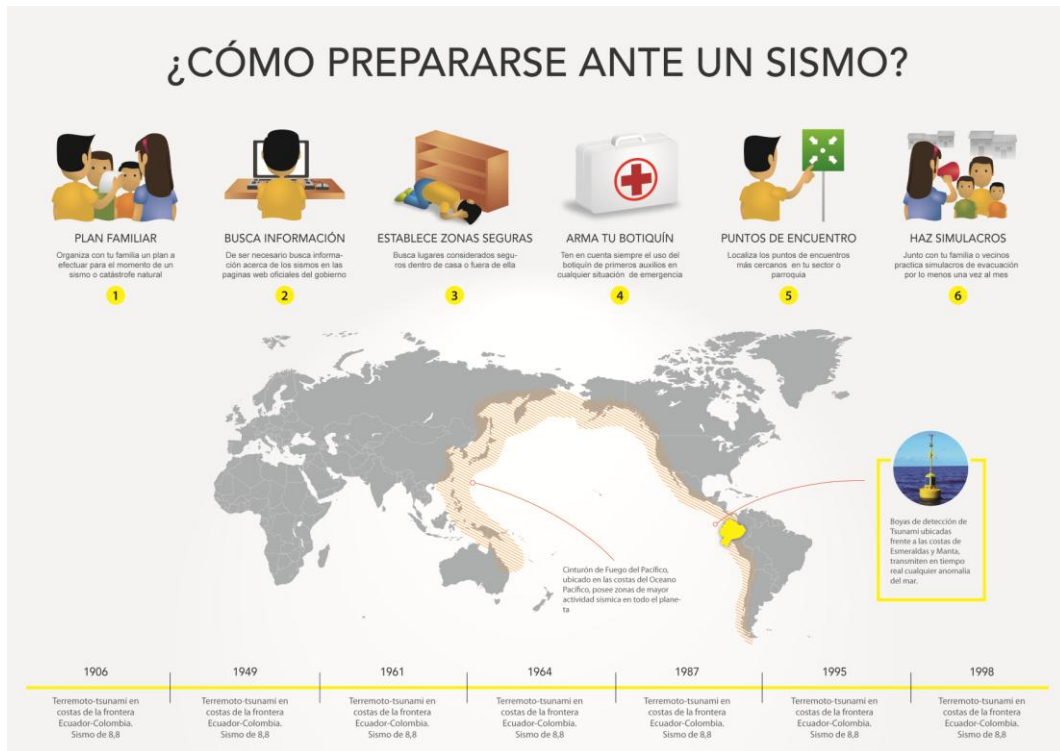 ¿CÓMO PREPARARSE ANTE UN SISMO?
PLAN FAMILIAR
Organiza con tu familia un plan a
efectuar para el momento de un
sismo o catástrofe natural
1
BUSCA INFORMACIÓN
De ser necesario busca informa-
ción acerca de los sismos en las
paginas web oficiales del gobierno
2
ESTABLECE ZONAS SEGURAS
Busca lugares considerados segu-
ros dentro de casa o fuera de ella
3
ARMA TU BOTIQUÍN
Ten en cuenta siempre el uso del
botiquín de primeros auxilios en
cualquier situación de emergencia
4
PUNTOS DE ENCUENTRO
Localiza los puntos de encuentros
más cercanos en tu sector o
parroquia
5
HAZ SIMULACROS
Junto con tu familia o vecinos
practica simulacros de evacuación
por lo menos una vez al mes
6
Boyas de detección de
Tsunami ubicadas
frente a las costas de
Esmeraldas y Manta,
transmiten en tiempo
real cualquier anomalía
del mar.
Cinturón de Fuego del Pacífico,
ubicado en las costas del Oceano
Pacífico, posee zonas de mayor
actividad sísmica en todo el plane-
ta
1906
Terremoto-tsunami en
costas de la frontera
Ecuador-Colombia.
Sismo de 8,8
1949
Terremoto-tsunami en
costas de la frontera
Ecuador-Colombia.
Sismo de 8,8
1961
Terremoto-tsunami en
costas de la frontera
Ecuador-Colombia.
Sismo de 8,8
1964
Terremoto-tsunami en
costas de la frontera
Ecuador-Colombia.
Sismo de 8,8
1987
Terremoto-tsunami en
costas de la frontera
Ecuador-Colombia.
Sismo de 8,8
1995
Terremoto-tsunami en
costas de la frontera
Ecuador-Colombia.
Sismo de 8,8
1998
Terremoto-tsunami en
costas de la frontera
Ecuador-Colombia.
Sismo de 8,8